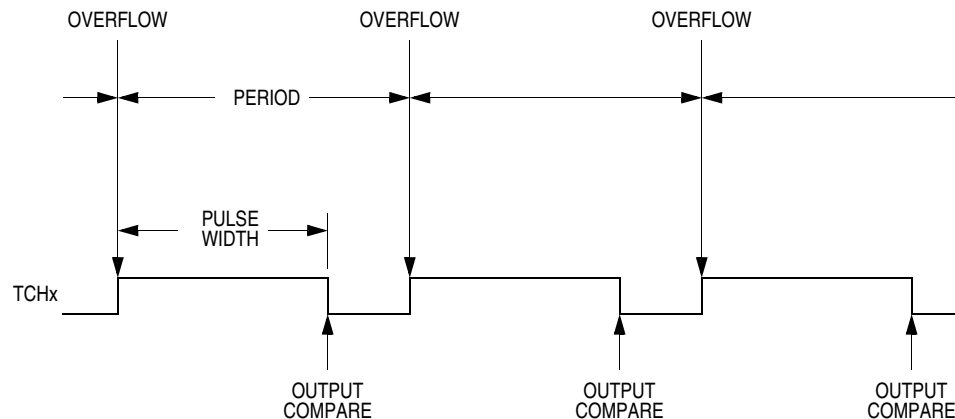 OVERFLOW
OVERFLOW
OVERFLOW
PERIOD
PULSE
WIDTH
TCHx
OUTPUT
COMPARE
OUTPUT
COMPARE
OUTPUT
COMPARE